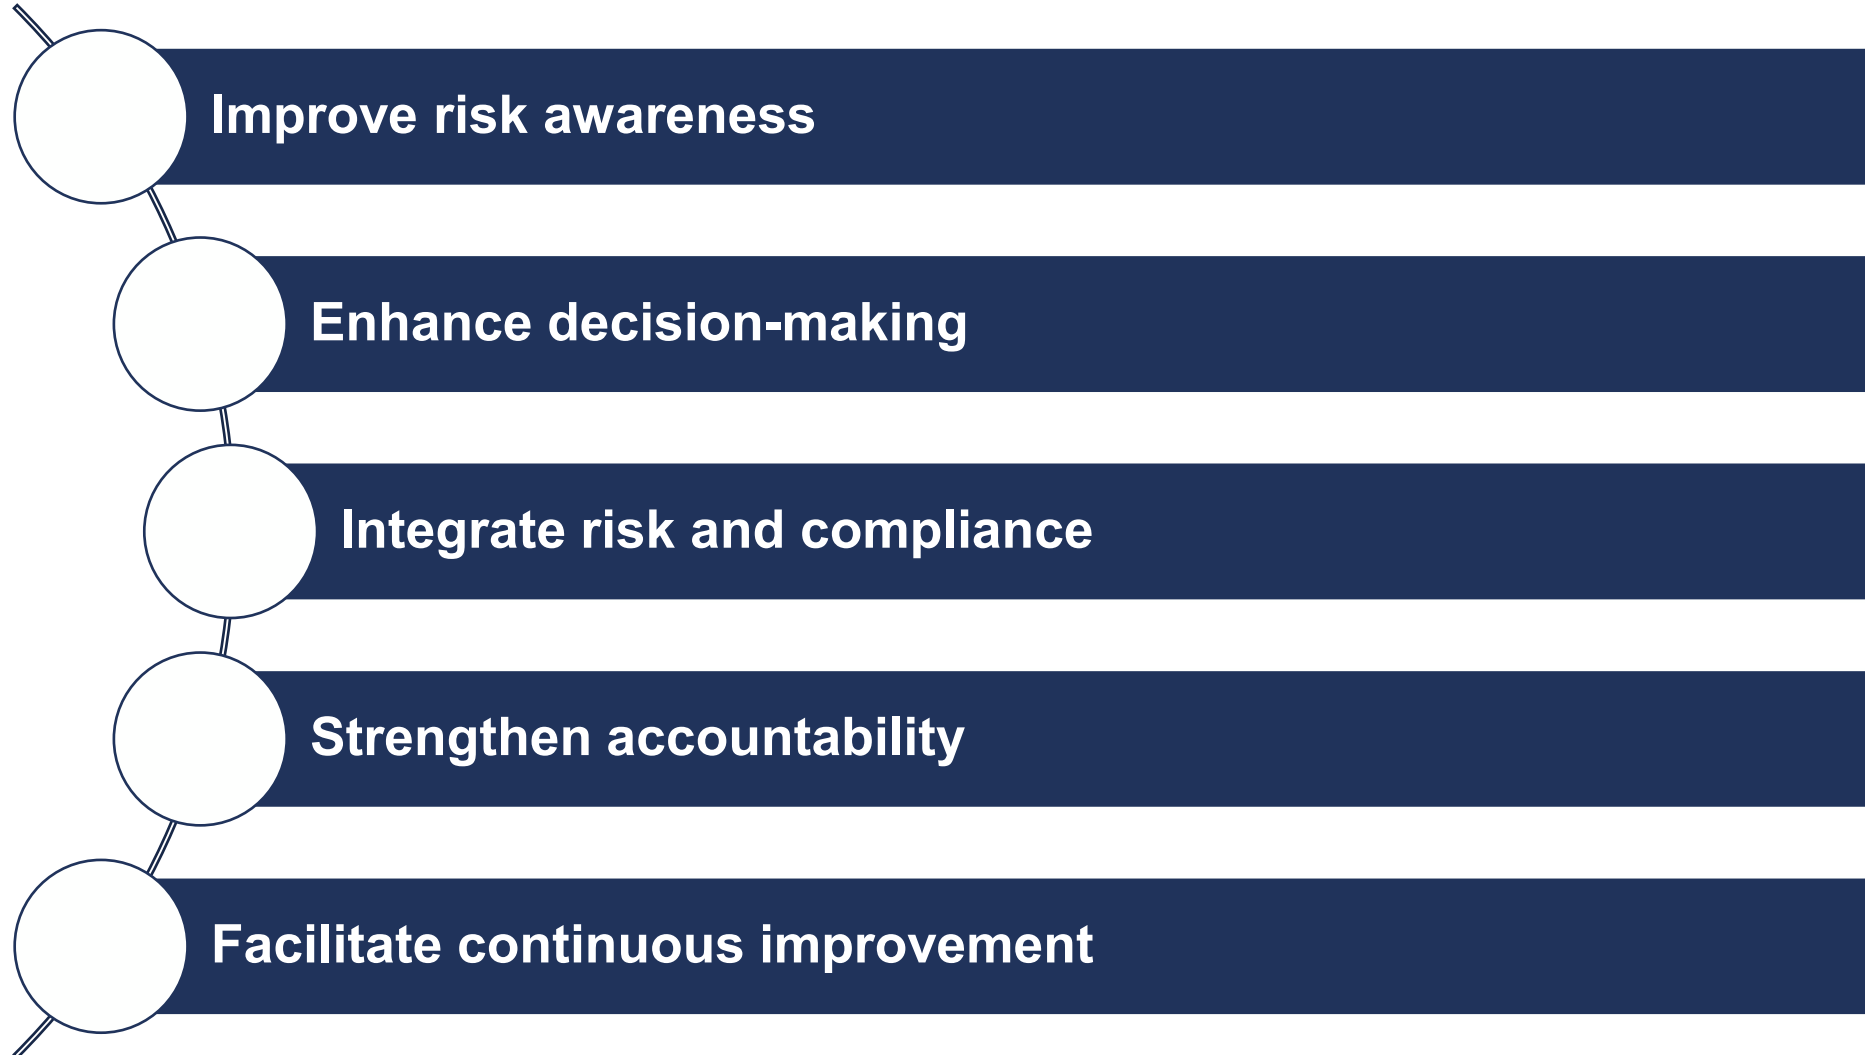 Improve risk awareness
Enhance decision-making
Integrate risk and compliance
Strengthen accountability
Facilitate continuous improvement